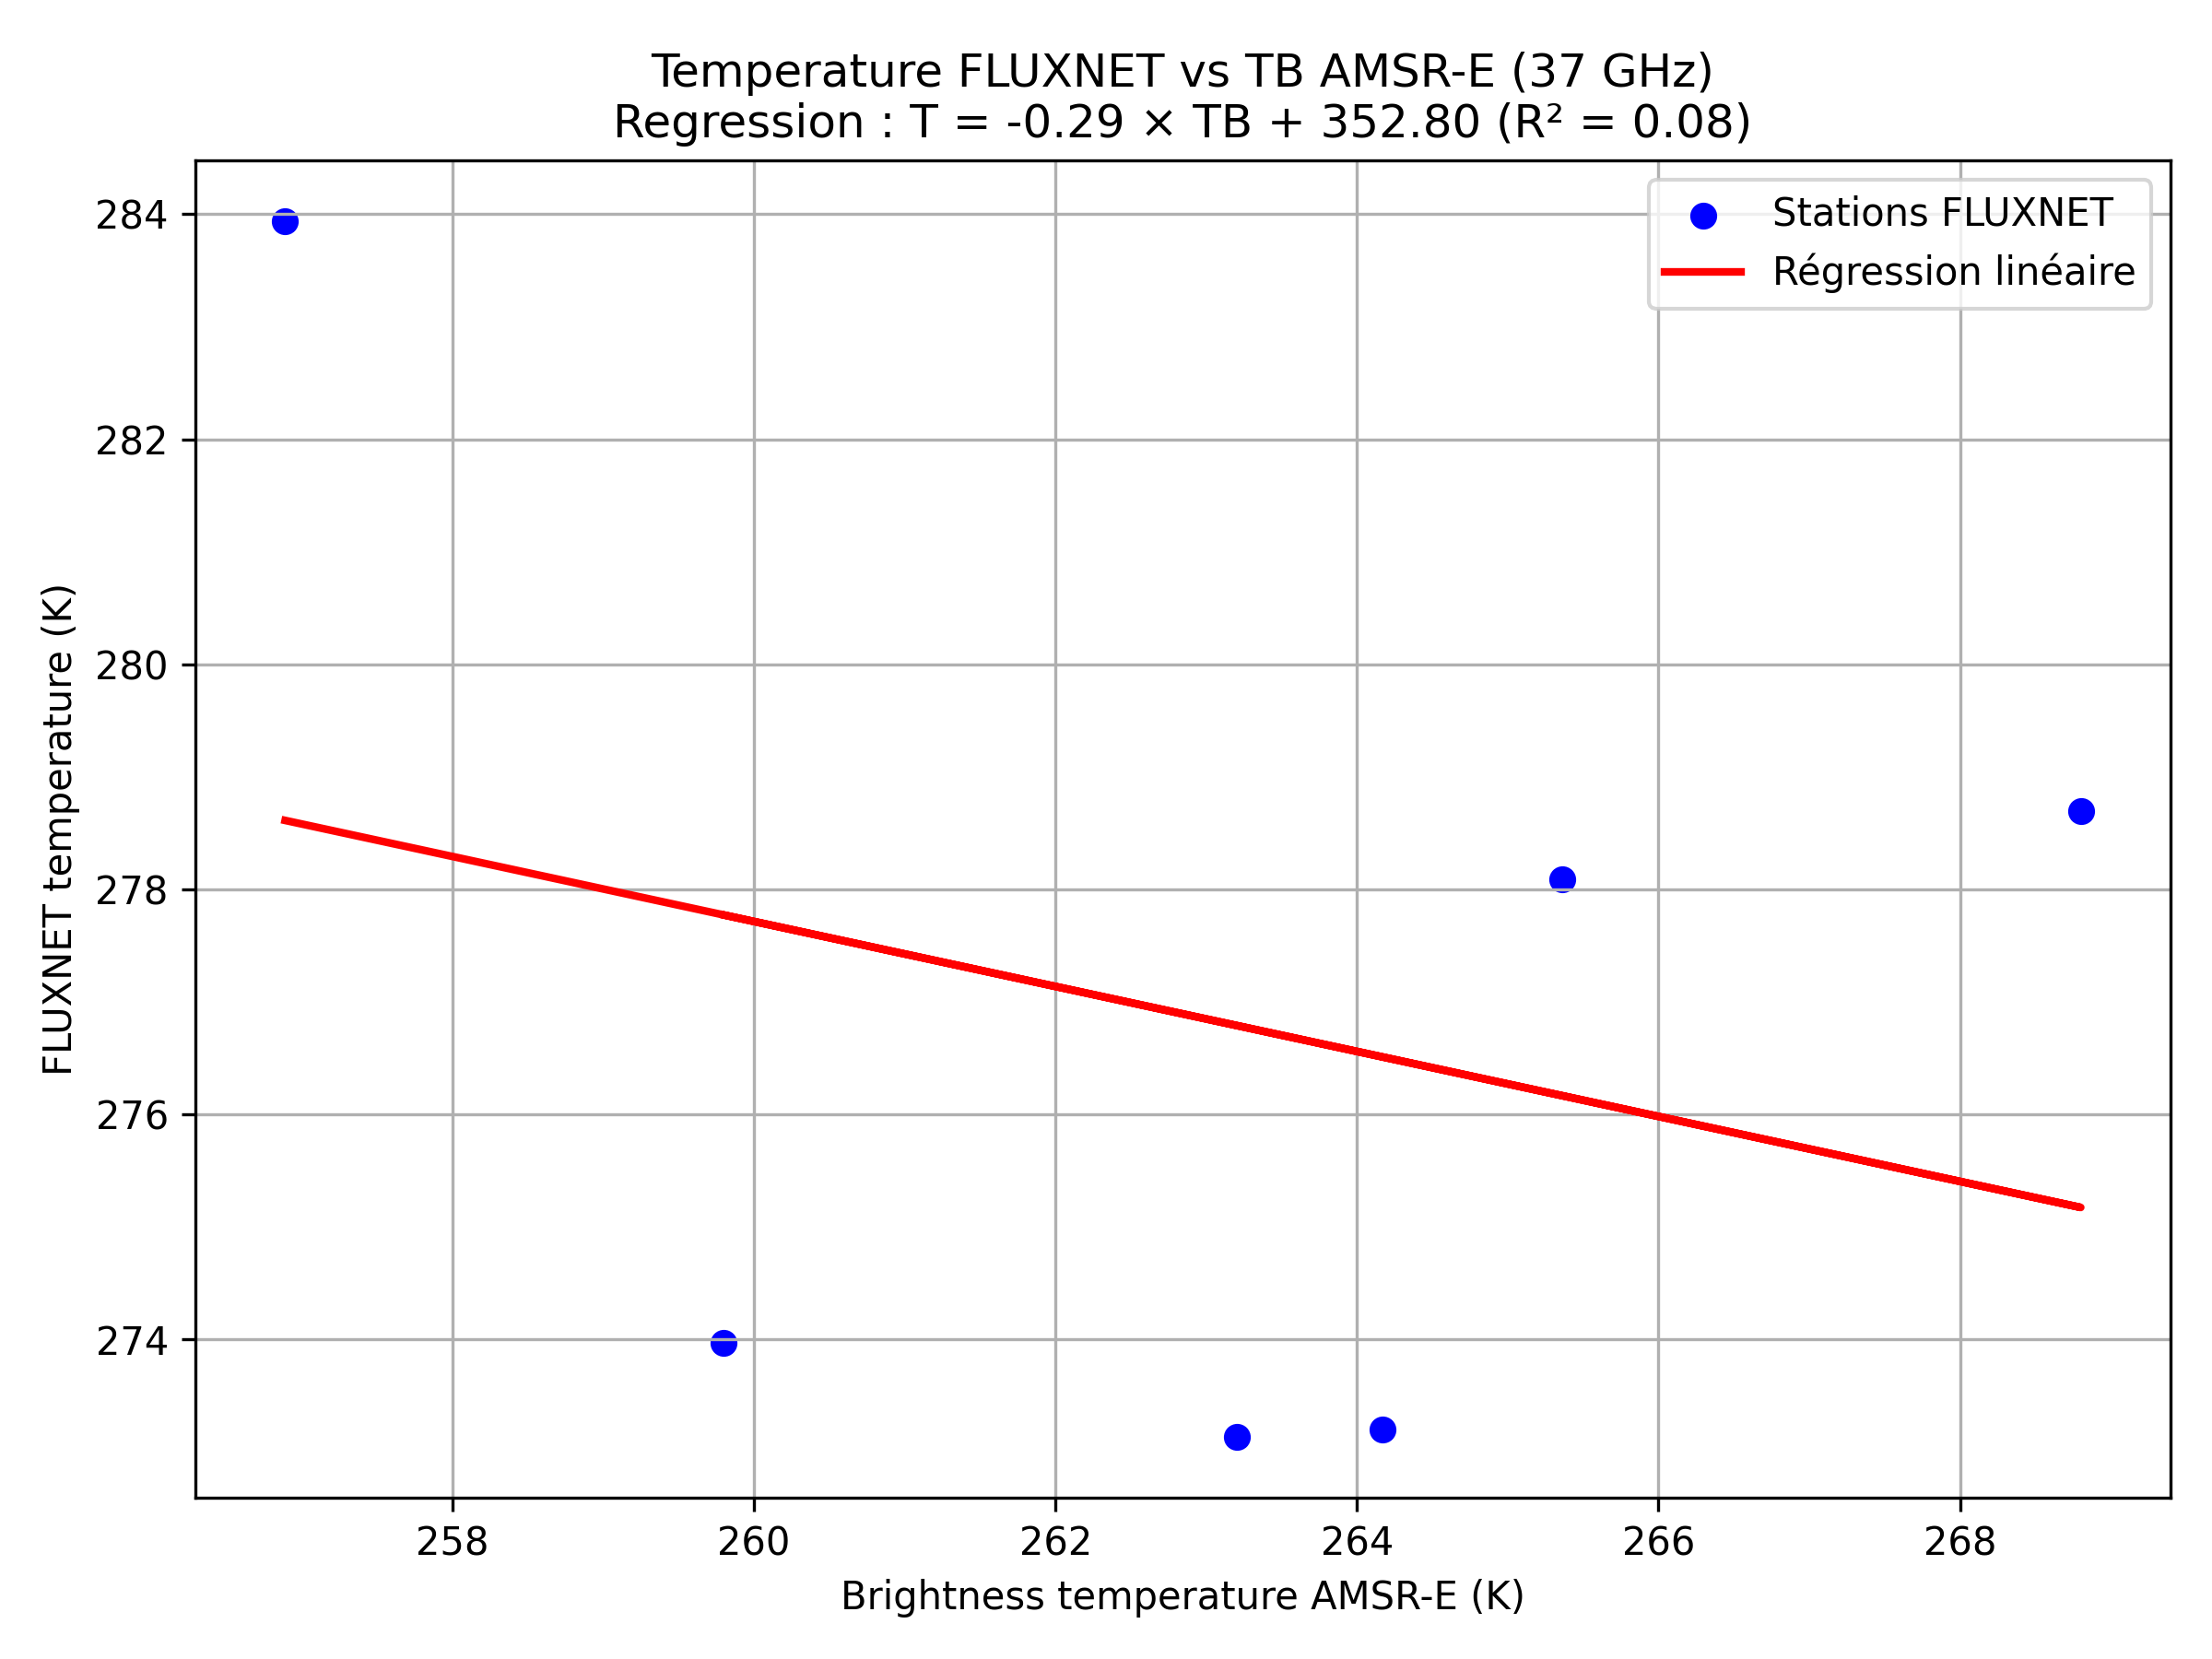 Temperature FLUXNET vs TB AMSR-E (37 GHz)
Regression : T = -0.29 × TB + 352.80 (R² = 0.08)
Stations FLUXNET
Régression linéaire
284
282
280
278
276
274
FLUXNET temperature (K)
258 260 262 264 266 268
Brightness temperature AMSR-E (K)